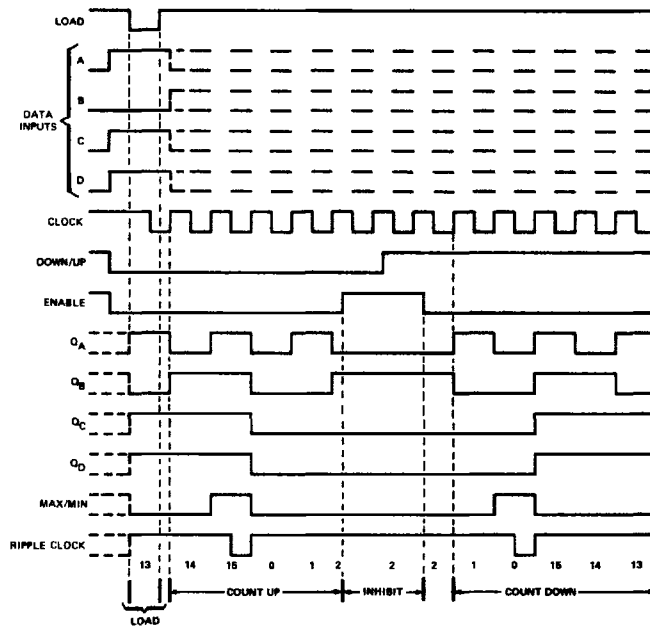 LOAD
A
B
DATA
INPUTS
C
D
CLOCK
DOWN/UP
ENABLE
QA
QB
QC
QD
MAX/MIN
RIPPLE CLOCK
13 14 15 0 1 2 2 2 1 0 15 14 13
COUNT UP INHIBIT COUNT DOWN
LOAD